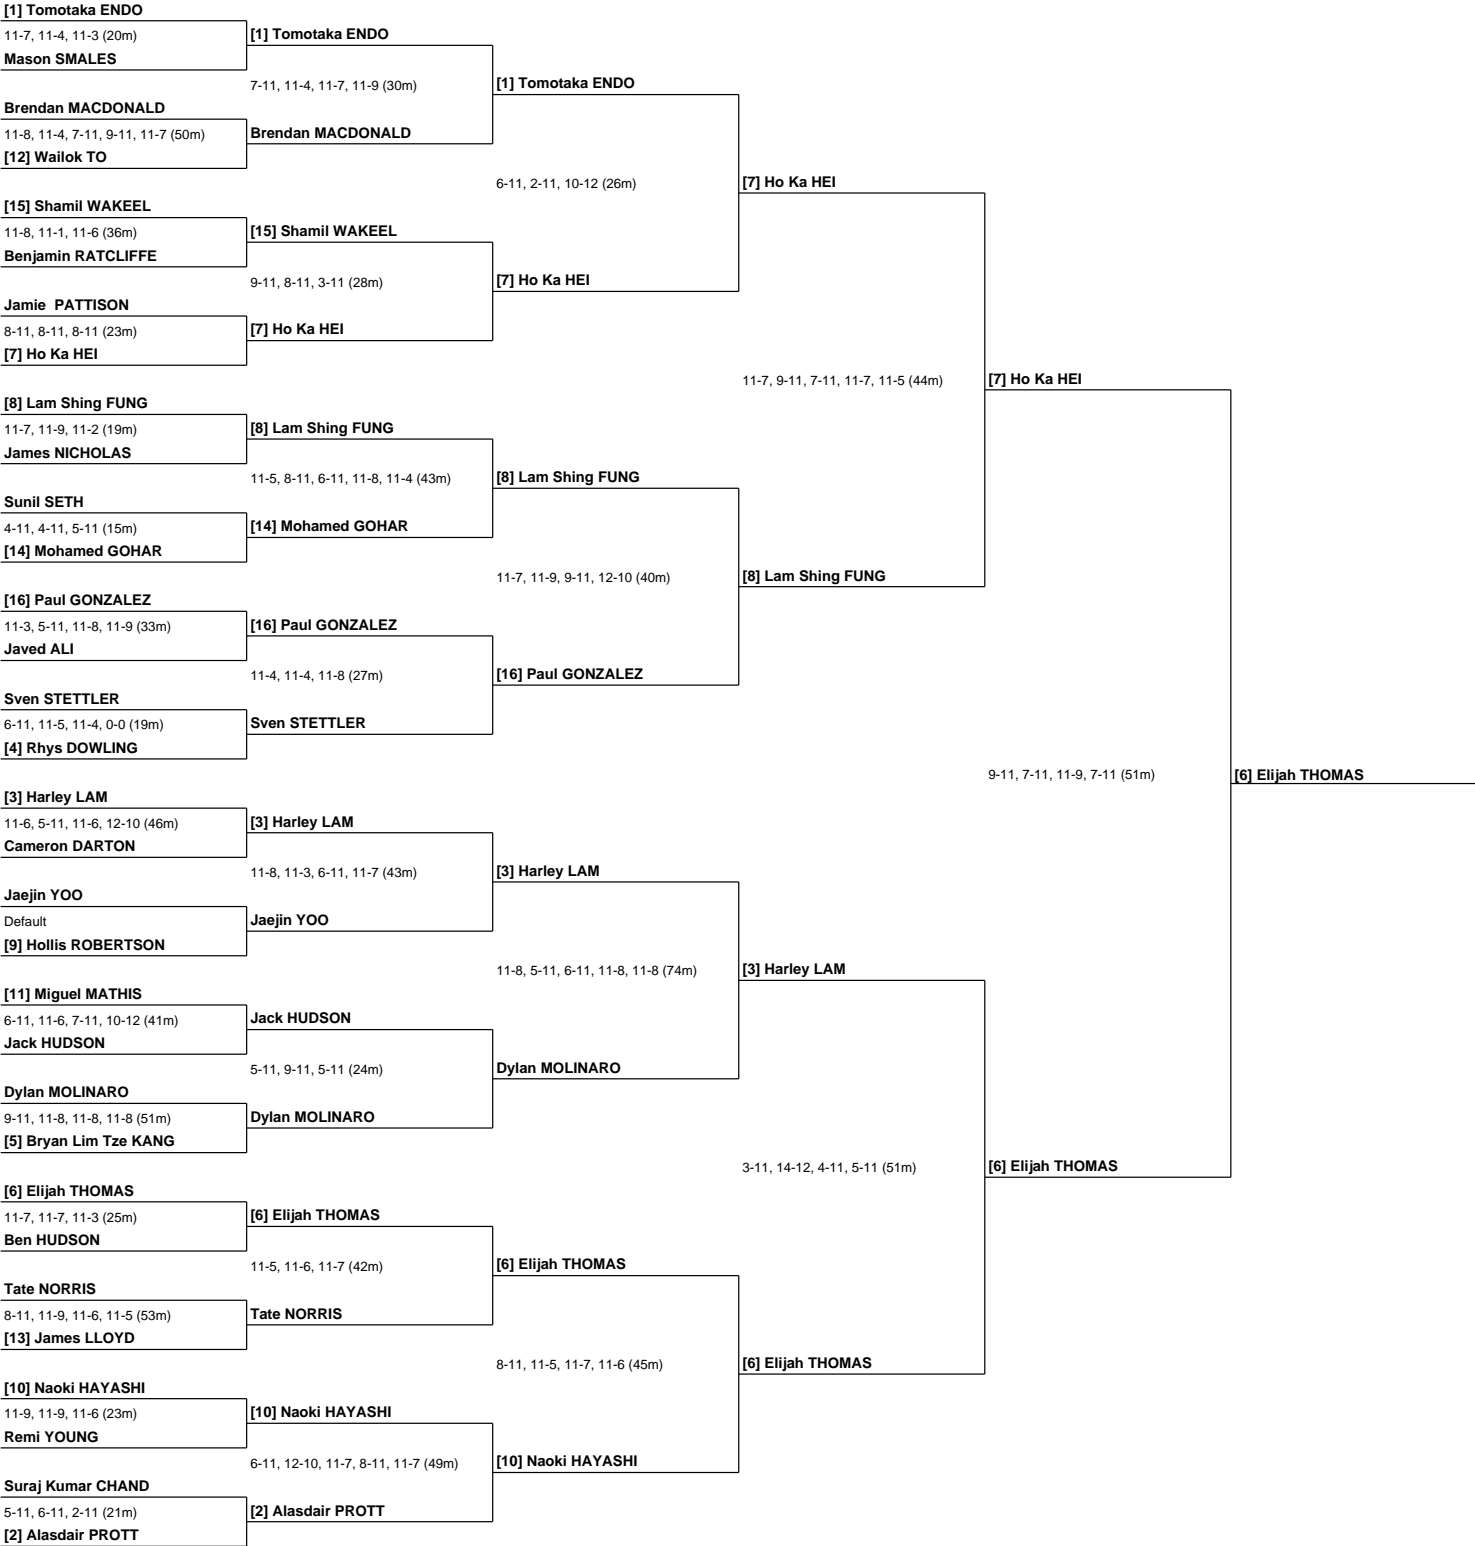 [1] Tomotaka ENDO
11-7, 11-4, 11-3 (20m)
Mason SMALES
Brendan MACDONALD
11-8, 11-4, 7-11, 9-11, 11-7 (50m)
[12] Wailok TO
[15] Shamil WAKEEL
11-8, 11-1, 11-6 (36m)
Benjamin RATCLIFFE
Jamie  PATTISON
8-11, 8-11, 8-11 (23m)
[7] Ho Ka HEI
[8] Lam Shing FUNG
11-7, 11-9, 11-2 (19m)
James NICHOLAS
Sunil SETH
4-11, 4-11, 5-11 (15m)
[14] Mohamed GOHAR
[16] Paul GONZALEZ
11-3, 5-11, 11-8, 11-9 (33m)
Javed ALI
Sven STETTLER
6-11, 11-5, 11-4, 0-0 (19m)
[4] Rhys DOWLING
[3] Harley LAM
11-6, 5-11, 11-6, 12-10 (46m)
Cameron DARTON
Jaejin YOO
Default
[9] Hollis ROBERTSON
[11] Miguel MATHIS
6-11, 11-6, 7-11, 10-12 (41m)
Jack HUDSON
Dylan MOLINARO
9-11, 11-8, 11-8, 11-8 (51m)
[5] Bryan Lim Tze KANG
[6] Elijah THOMAS
11-7, 11-7, 11-3 (25m)
Ben HUDSON
Tate NORRIS
8-11, 11-9, 11-6, 11-5 (53m)
[13] James LLOYD
[10] Naoki HAYASHI
11-9, 11-9, 11-6 (23m)
Remi YOUNG
Suraj Kumar CHAND
5-11, 6-11, 2-11 (21m)
[2] Alasdair PROTT
[1] Tomotaka ENDO
7-11, 11-4, 11-7, 11-9 (30m)
Brendan MACDONALD
[15] Shamil WAKEEL
9-11, 8-11, 3-11 (28m)
[7] Ho Ka HEI
[8] Lam Shing FUNG
11-5, 8-11, 6-11, 11-8, 11-4 (43m)
[14] Mohamed GOHAR
[16] Paul GONZALEZ
11-4, 11-4, 11-8 (27m)
Sven STETTLER
[3] Harley LAM
11-8, 11-3, 6-11, 11-7 (43m)
Jaejin YOO
Jack HUDSON
5-11, 9-11, 5-11 (24m)
Dylan MOLINARO
[6] Elijah THOMAS
11-5, 11-6, 11-7 (42m)
Tate NORRIS
[10] Naoki HAYASHI
6-11, 12-10, 11-7, 8-11, 11-7 (49m)
[2] Alasdair PROTT
[1] Tomotaka ENDO
6-11, 2-11, 10-12 (26m)
[7] Ho Ka HEI
[8] Lam Shing FUNG
11-7, 11-9, 9-11, 12-10 (40m)
[16] Paul GONZALEZ
[3] Harley LAM
11-8, 5-11, 6-11, 11-8, 11-8 (74m)
Dylan MOLINARO
[6] Elijah THOMAS
8-11, 11-5, 11-7, 11-6 (45m)
[10] Naoki HAYASHI
[7] Ho Ka HEI
11-7, 9-11, 7-11, 11-7, 11-5 (44m)
[8] Lam Shing FUNG
[3] Harley LAM
3-11, 14-12, 4-11, 5-11 (51m)
[6] Elijah THOMAS
[7] Ho Ka HEI
9-11, 7-11, 11-9, 7-11 (51m)
[6] Elijah THOMAS
[6] Elijah THOMAS